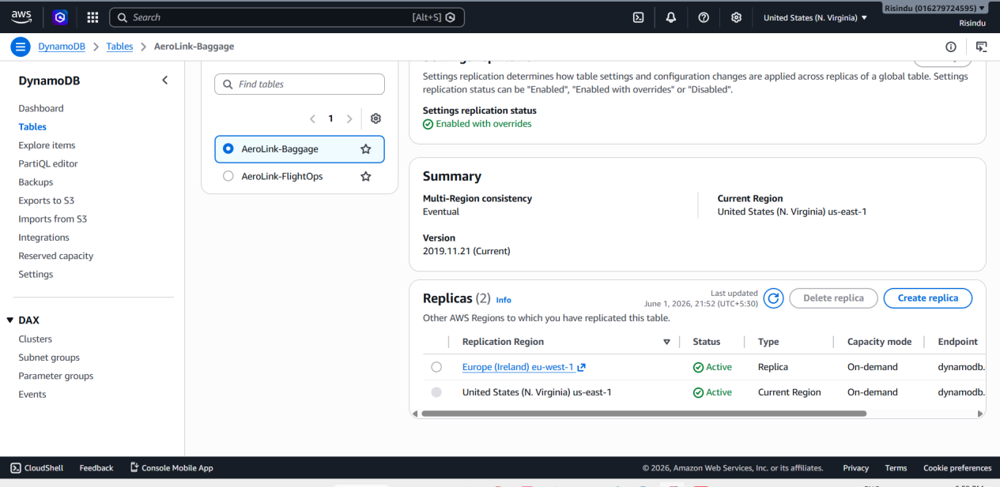 aws
Search
[Alt+S]
United States (N. Virginia)
Risindu (016279724595)
Risindu
DynamoDB
Tables
AeroLink-Baggage
DynamoDB
Dashboard
Tables
Explore items
PartiQL editor
Backups
Exports to S3
Imports from S3
Integrations
Reserved capacity
Settings
DAX
Clusters
Subnet groups
Parameter groups
Events
Find tables
1
AeroLink-Baggage
AeroLink-FlightOps
Settings replication determines how table settings and configuration changes are applied across replicas of a global table. Settings
replication status can be "Enabled", "Enabled with overrides" or "Disabled".
Settings replication status
Enabled with overrides
Summary
Multi-Region consistency
Eventual
Current Region
United States (N. Virginia) us-east-1
Version
2019.11.21 (Current)
Replicas (2) Info
Last updated
June 1, 2026, 21:52 (UTC+5:30)
Delete replica
Create replica
Other AWS Regions to which you have replicated this table.
Replication Region Status Type Capacity mode Endpoint
Europe (Ireland) eu-west-1 Active Replica On-demand dynamodb.
United States (N. Virginia) us-east-1 Active Current Region On-demand dynamodb.
CloudShell Feedback Console Mobile App © 2026, Amazon Web Services, Inc. or its affiliates. Privacy Terms Cookie preferences